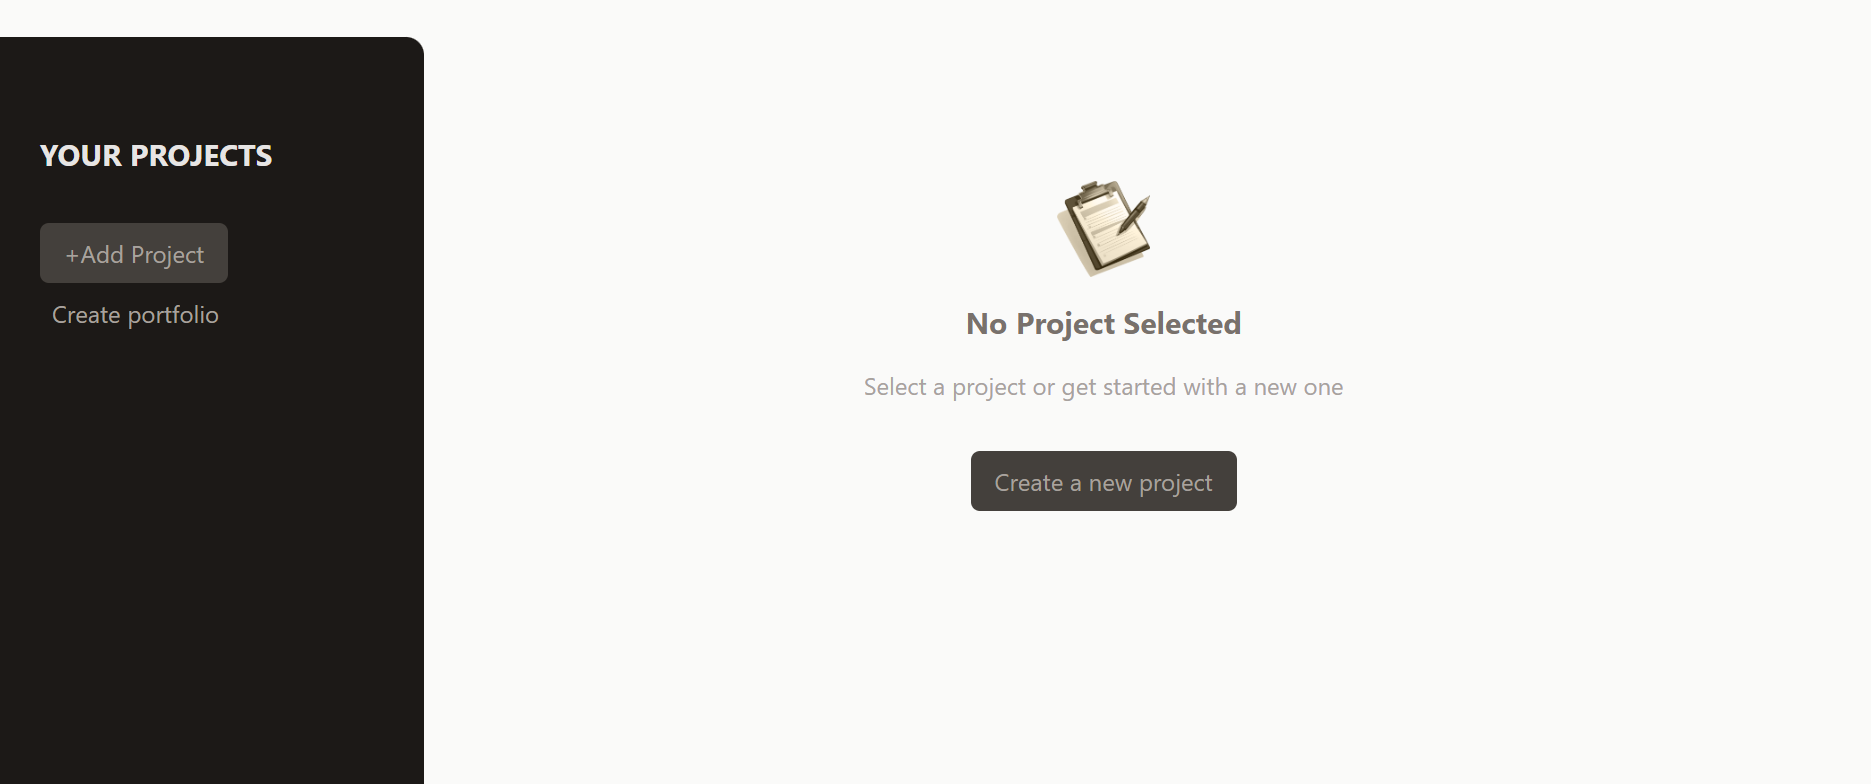 YOUR PROJECTS
+Add Project
Create portfolio
No Project Selected
Select a project or get started with a new one
Create a new project